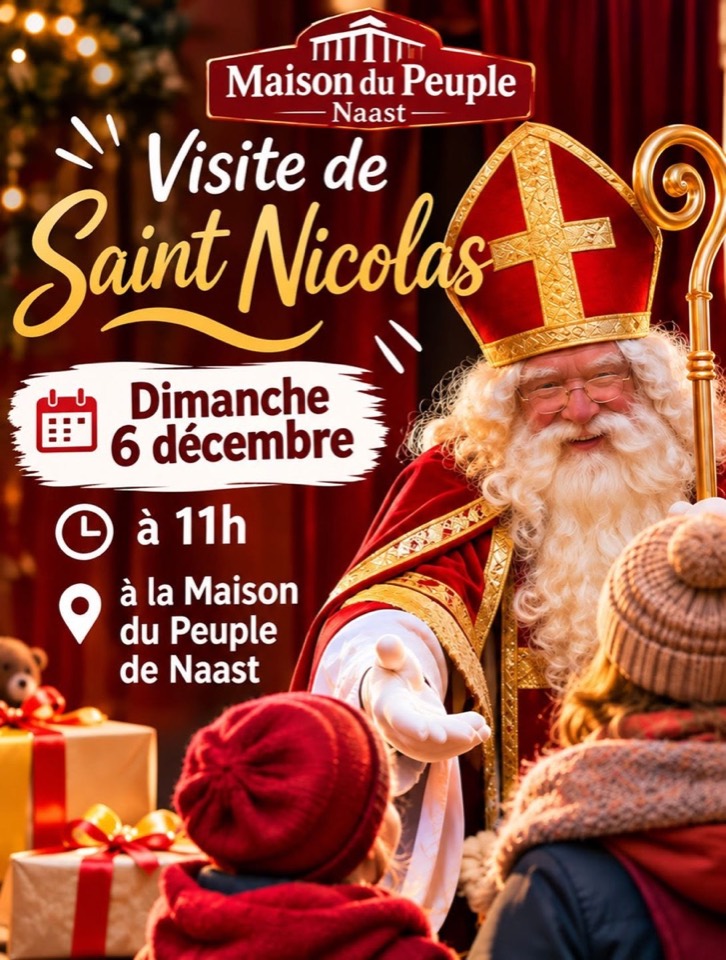 Maison du Peuple
Naast
Visite de
Saint Nicolas
Dimanche
6 décembre
à 11h
à la Maison
du Peuple
de Naast